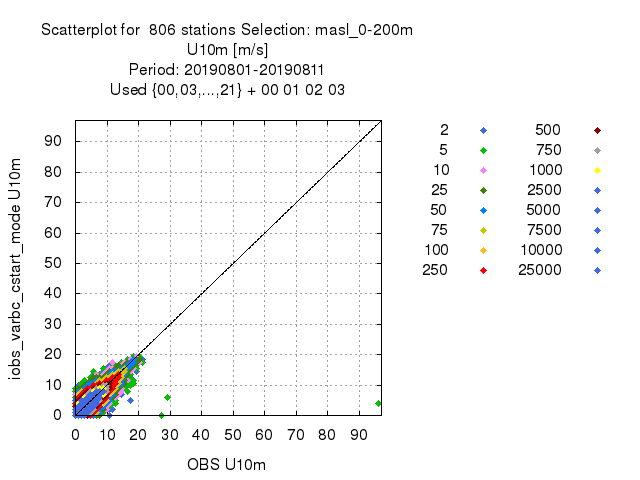 Scatterplot for  806 stations Selection: masl_0-200m
U10m [m/s]
Period: 20190801-20190811
Used {00,03,...,21} + 00 01 02 03
iobs_varbc_cstart_mode U10m
90
80
70
60
50
40
30
20
10
0
0 10 20 30 40 50 60 70 80 90
OBS U10m
2 500
5 750
10 1000
25 2500
50 5000
75 7500
100 10000
250 25000